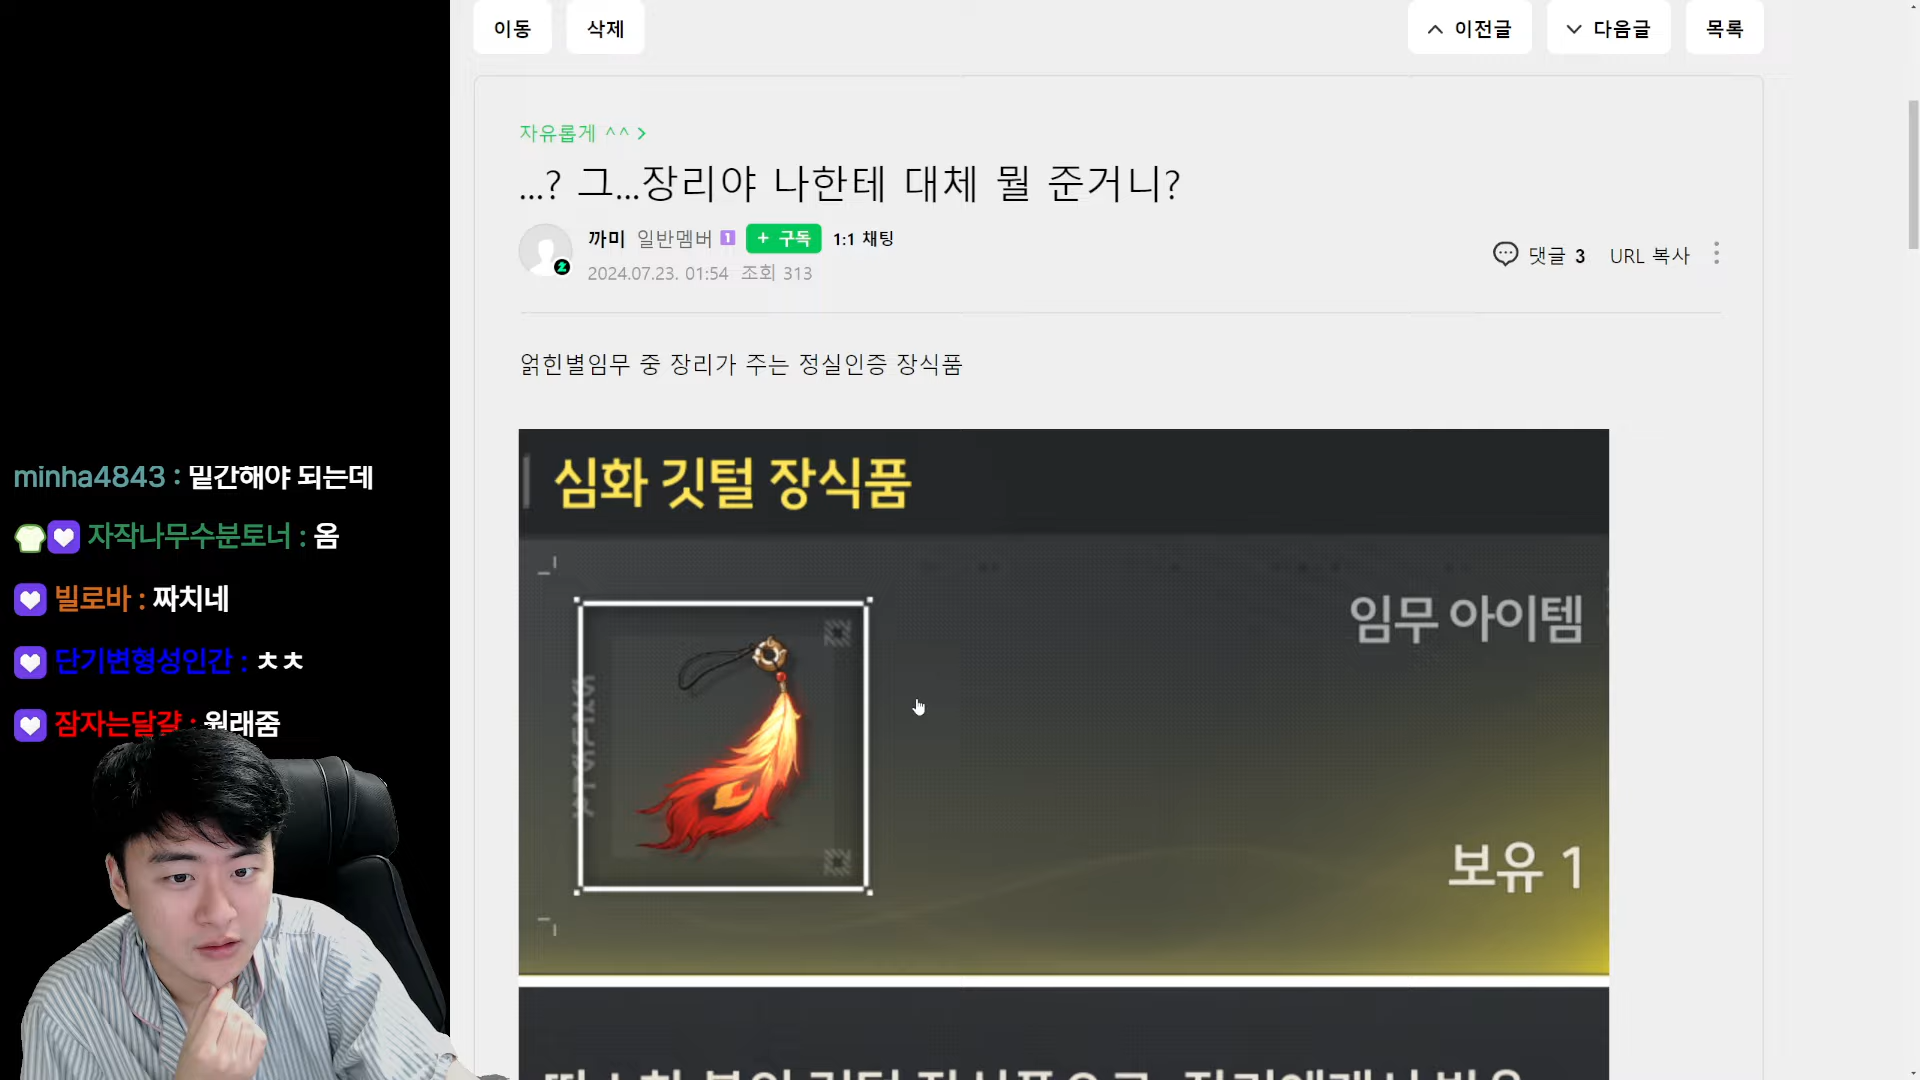 이동
삭제
이전글
다음글
목록
자유롭게 ^^ >
...? 그...장리야 나한테 대체 뭘 준거니?
까미 일반멤버 1 + 구독 1:1 채팅
2024.07.23. 01:54 조회 313
댓글 3 URL 복사
얽힌별임무 중 장리가 주는 정실인증 장식품
심화 깃털 장식품
임무 아이템
보유 1
minha4843 : 밑간해야 되는데
자작나무수분토너 : 옴
빌로바 : 짜치네
단기변형성인간 : ㅊㅊ
잠자는달걀 : 원래줌